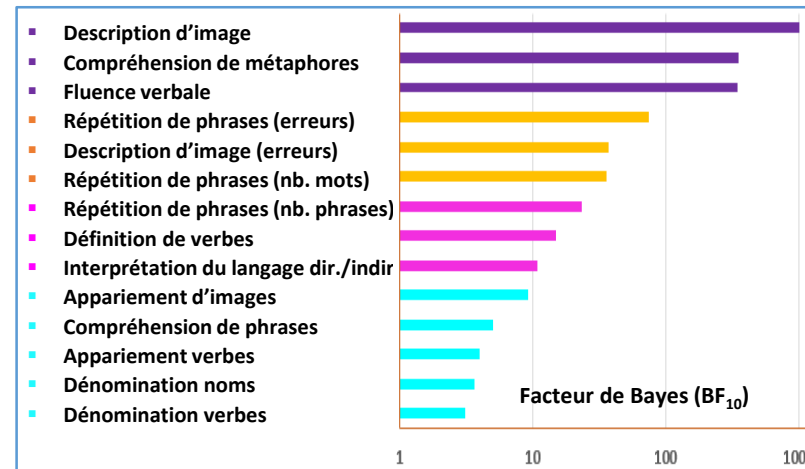 Description d’image
Compréhension de métaphores
Fluence verbale
Répétition de phrases (erreurs)
Description d’image (erreurs)
Répétition de phrases (nb. mots)
Répétition de phrases (nb. phrases)
Définition de verbes
Interprétation du langage dir./indir
Appariement d’images
Compréhension de phrases
Appariement verbes
Dénomination noms
Dénomination verbes
Facteur de Bayes (BF₁₀)
1 10 100 100